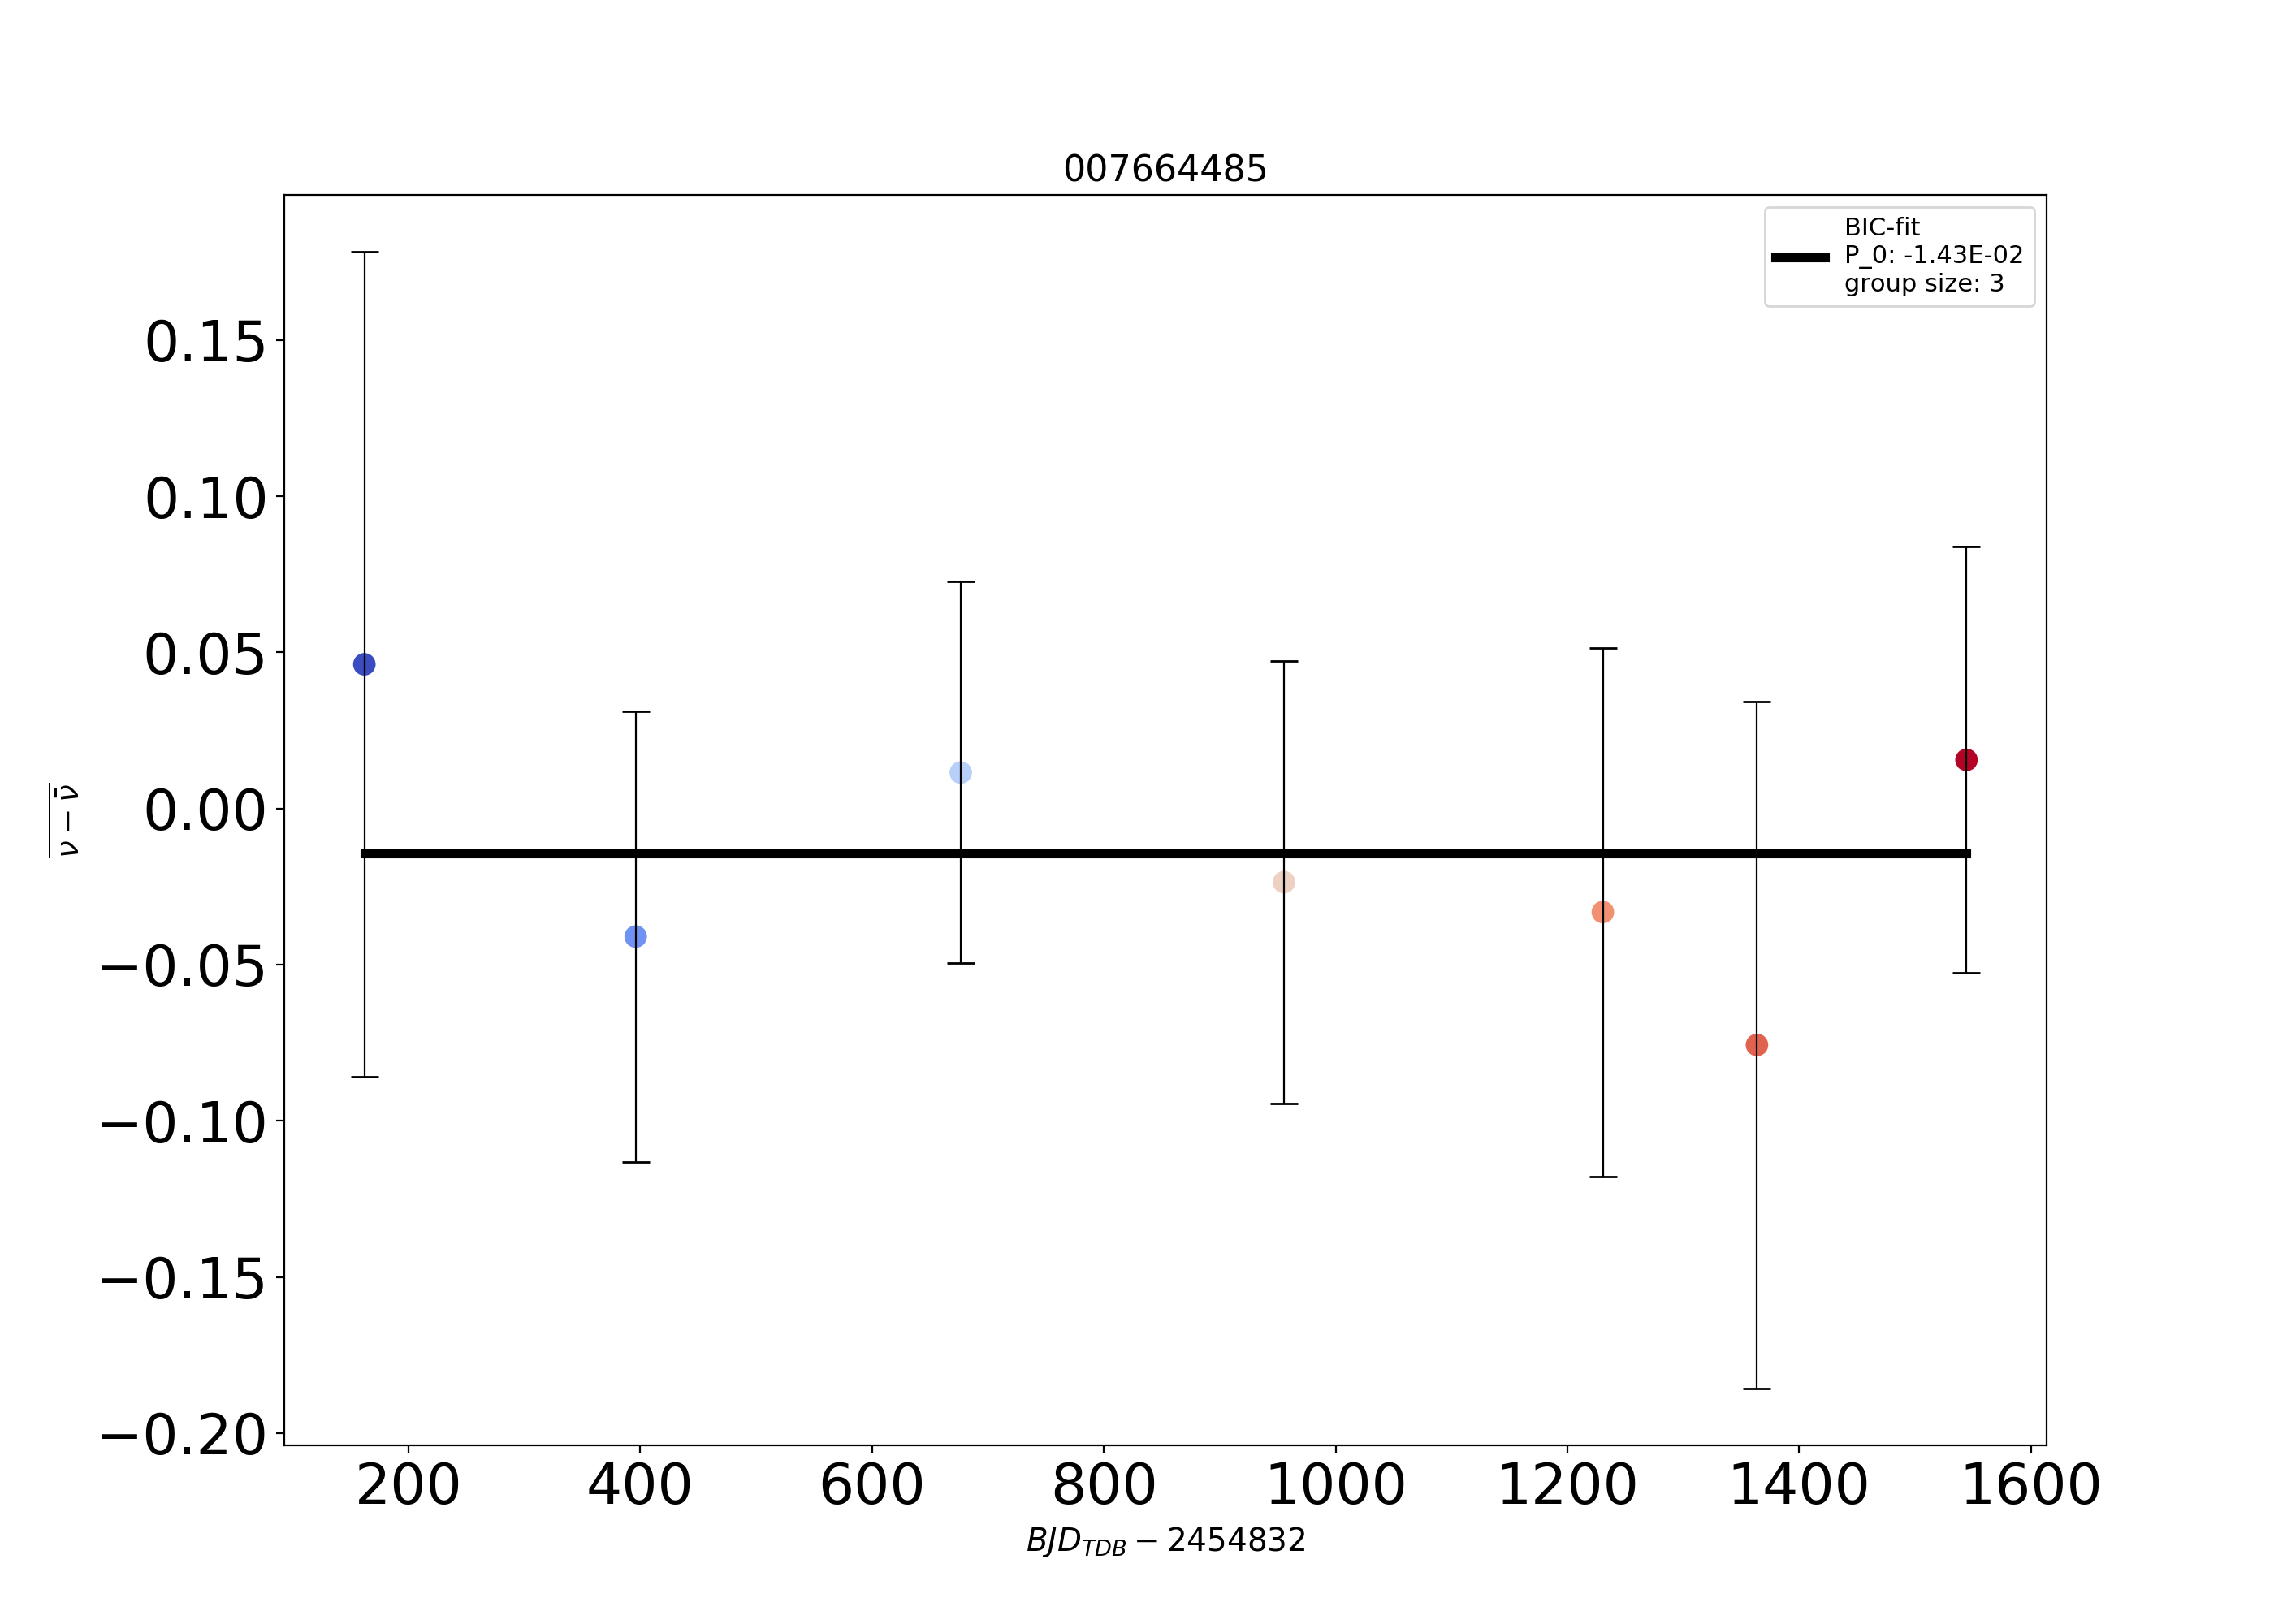 007664485
BIC-fit
P_0: -1.43E-02
group size: 3
0.15
0.10
0.05
0.00
−0.05
−0.10
−0.15
−0.20
ν − ν̄
200 400 600 800 1000 1200 1400 1600
BJD_TDB − 2454832